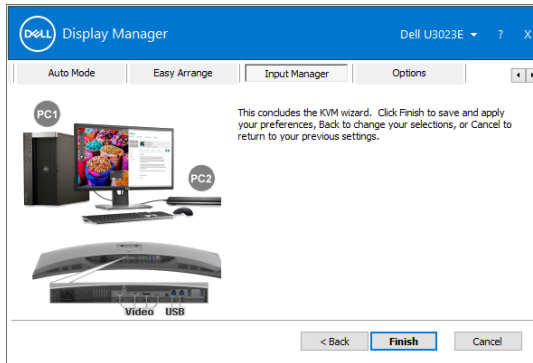 DELL Display Manager
Dell U3023E ? X
Auto Mode Easy Arrange Input Manager Options
PC1
This concludes the KVM wizard. Click Finish to save and apply
your preferences, Back to change your selections, or Cancel to
return to your previous settings.
PC2
Video USB
< Back Finish Cancel